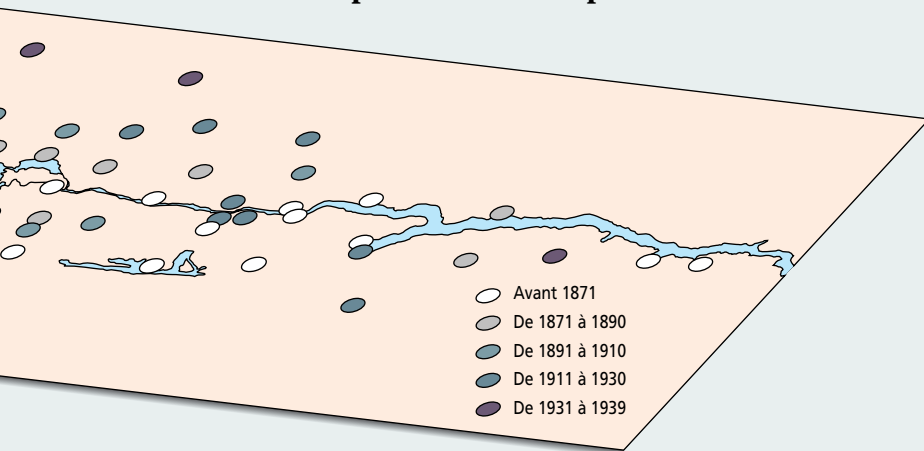 Avant 1871
De 1871 à 1890
De 1891 à 1910
De 1911 à 1930
De 1931 à 1939